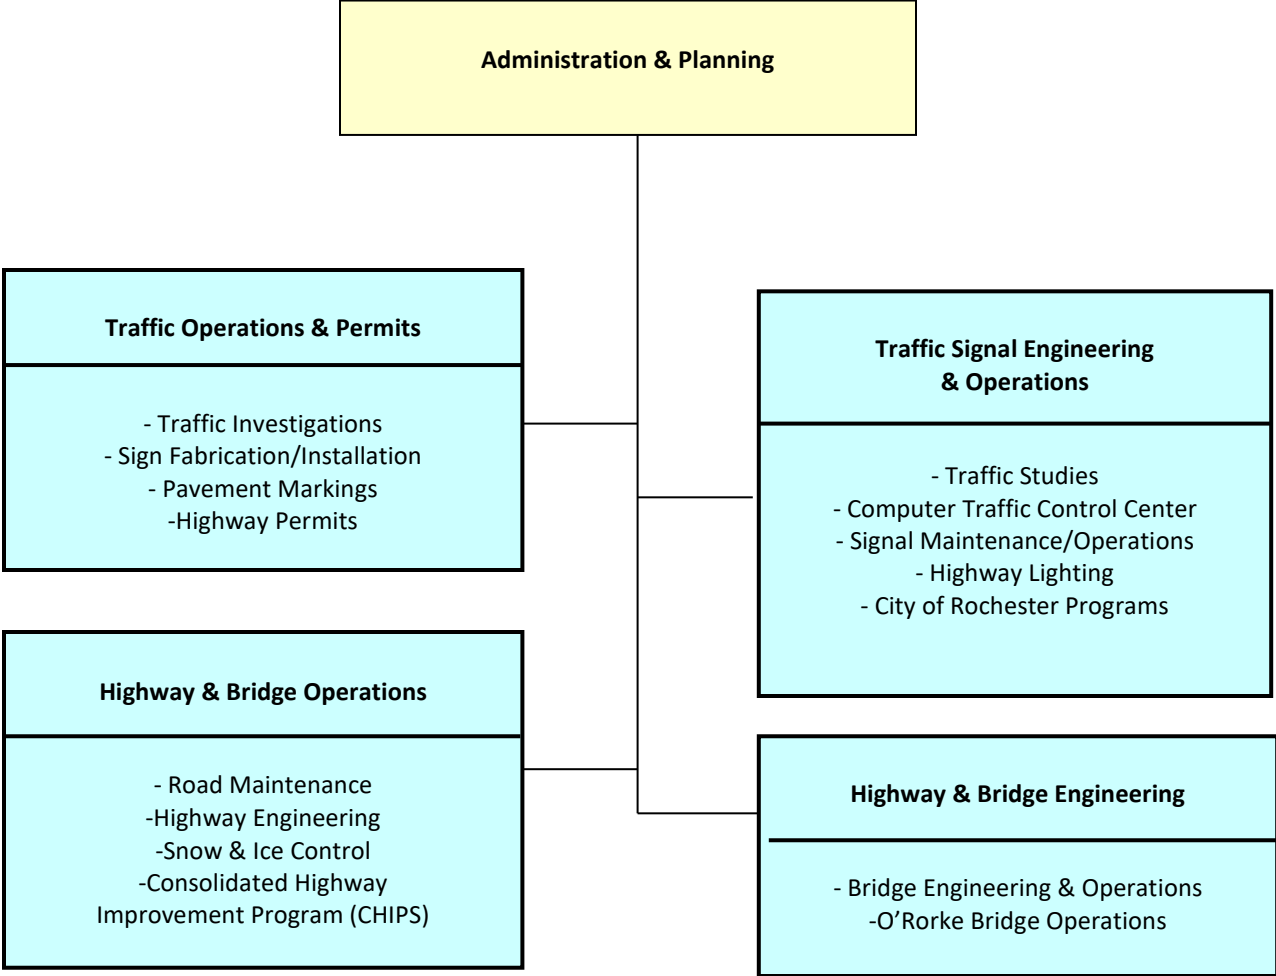 Administration & Planning
Traffic Operations & Permits
- Traffic Investigations
- Sign Fabrication/Installation
- Pavement Markings
-Highway Permits
Traffic Signal Engineering
& Operations
- Traffic Studies
- Computer Traffic Control Center
- Signal Maintenance/Operations
- Highway Lighting
- City of Rochester Programs
Highway & Bridge Operations
- Road Maintenance
-Highway Engineering
-Snow & Ice Control
-Consolidated Highway
Improvement Program (CHIPS)
Highway & Bridge Engineering
- Bridge Engineering & Operations
-O’Rorke Bridge Operations